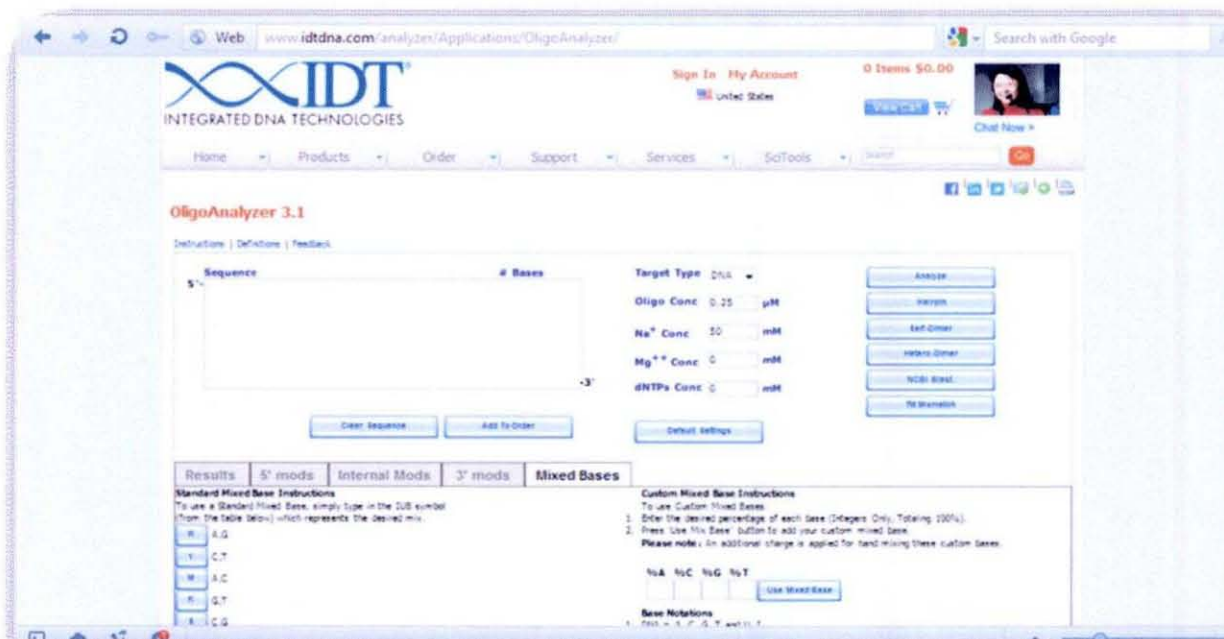 Web www.idtdna.com/analyzer/Applications/OligoAnalyzer/ Search with Google
IDT
INTEGRATED DNA TECHNOLOGIES
Sign In My Account
United States
0 Items $0.00
View Cart
Chat Now >
Home Products Order Support Services SciTools Search Go
OligoAnalyzer 3.1
Instructions | Definitions | Feedback
Sequence # Bases
5'-
-3'
Clear Sequence Add To Order
Target Type DNA
Oligo Conc 0.25 µM
Na+ Conc 50 mM
Mg++ Conc 0 mM
dNTPs Conc 0 mM
Default Settings
Analyze
Hairpin
Self-Dimer
Hetero-Dimer
NCBI Blast
TM Mismatch
Results 5' mods Internal Mods 3' mods Mixed Bases
Standard Mixed Base Instructions
To use a Standard Mixed Base, simply type in the IUB symbol
(from the table below) which represents the desired mix.
R A,G
Y C,T
M A,C
K G,T
S C,G
Custom Mixed Base Instructions
To use Custom Mixed Bases
1. Enter the desired percentage of each base (Integers Only, Totaling 100%).
2. Press 'Use Mix Base' button to add your custom mixed base.
Please note: An additional charge is applied for hand mixing these custom bases.
%A %C %G %T
Use Mixed Base
Base Notations